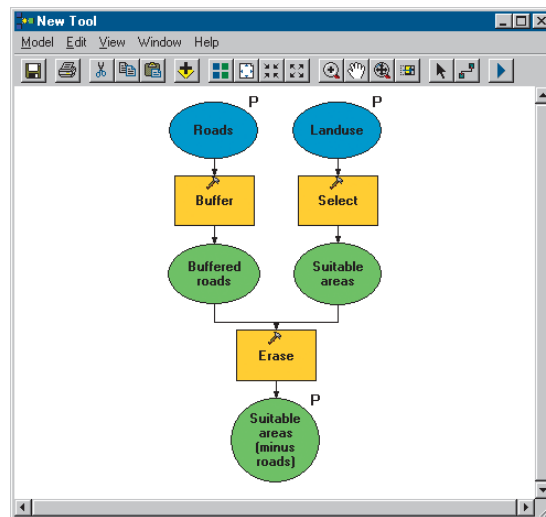 New Tool
Model Edit View Window Help
P P
Roads Landuse
Buffer Select
Buffered Suitable
roads areas
Erase
P
Suitable
areas
(minus
roads)